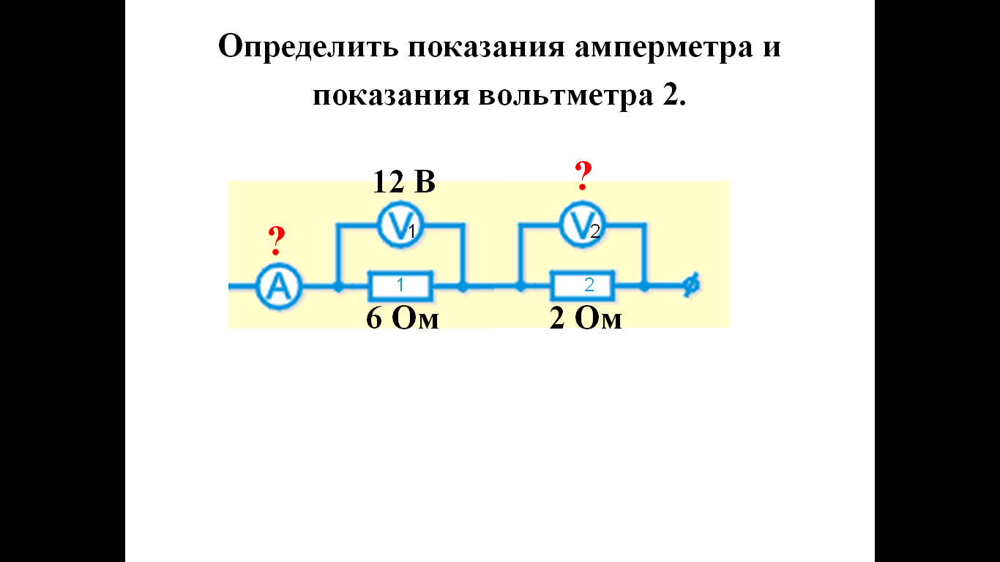 Определить показания амперметра и
показания вольтметра 2.
12 В ?
V1 V2
?
A 1 2
6 Ом 2 Ом